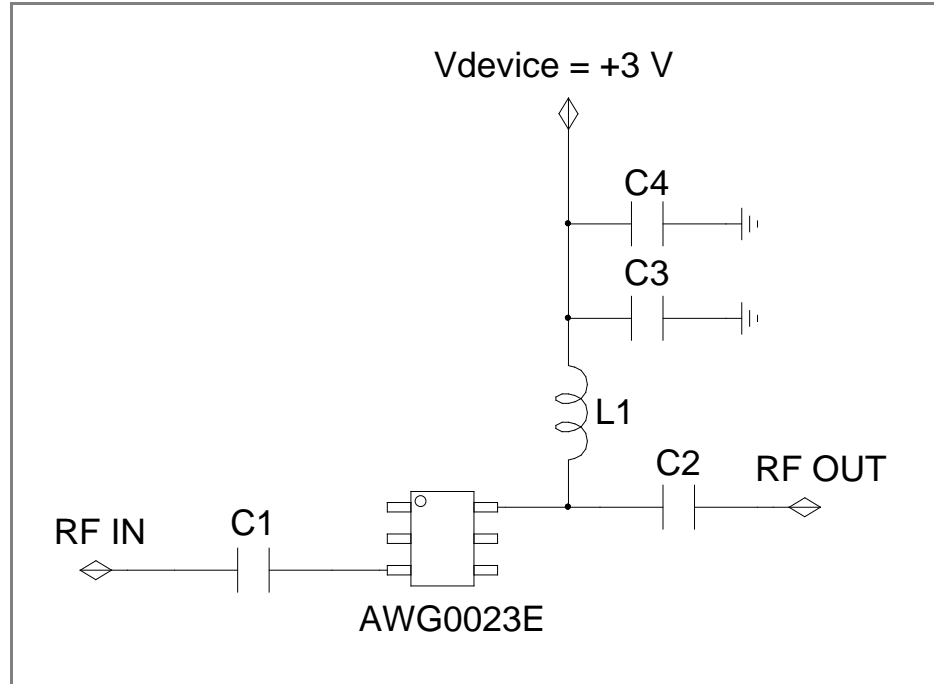 Vdevice = +3 V
C4
C3
L1
C2
RF OUT
C1
RF IN
AWG0023E